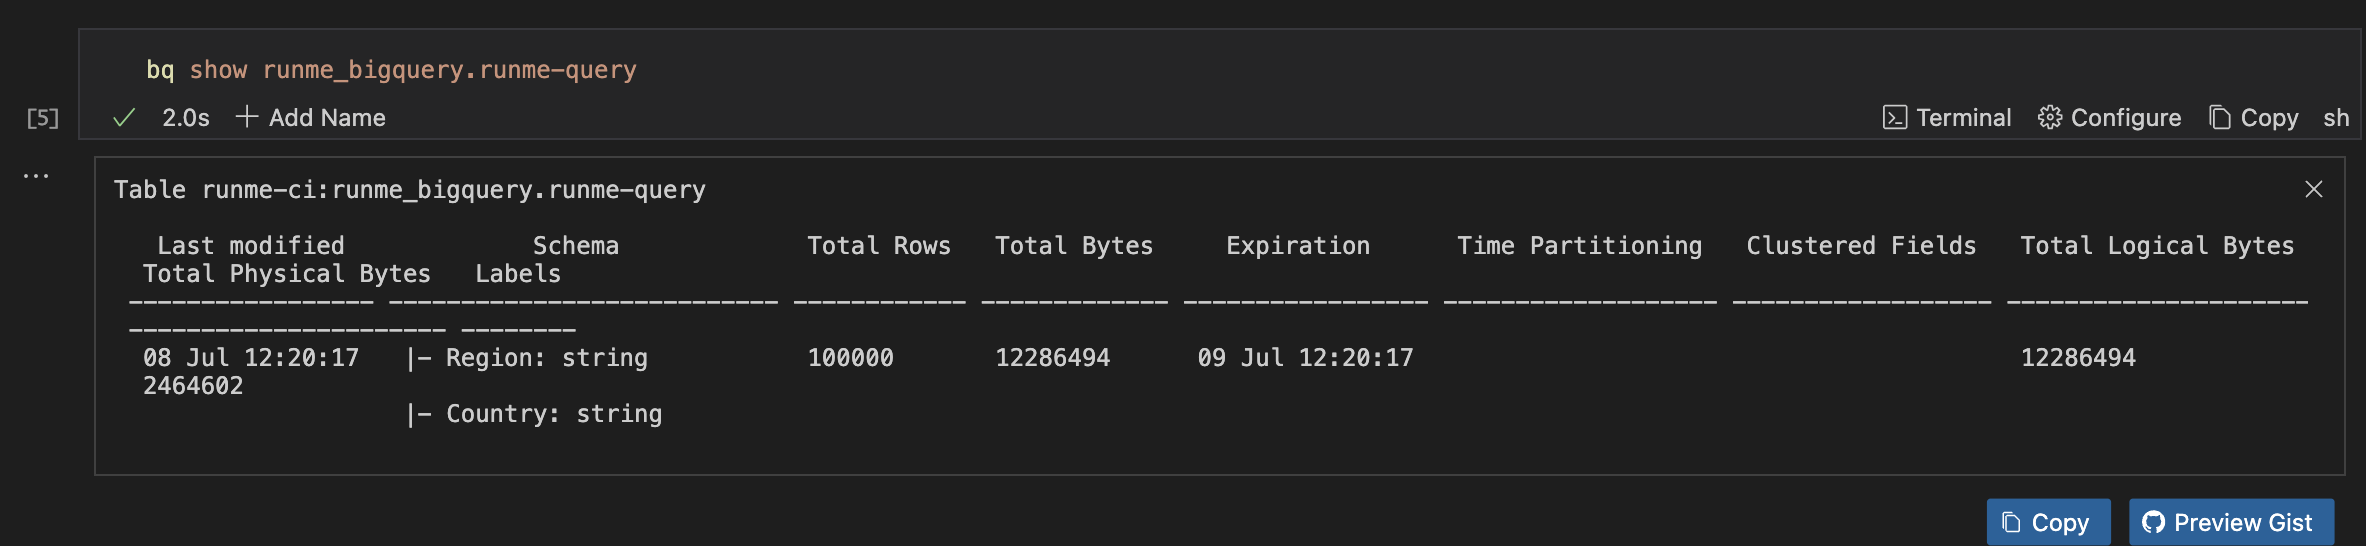 bq show runme_bigquery.runme-query
[5] 2.0s Add Name Terminal Configure Copy sh
...
Table runme-ci:runme_bigquery.runme-query
Last modified Schema Total Rows Total Bytes Expiration Time Partitioning Clustered Fields Total Logical Bytes
Total Physical Bytes Labels
----------------- --------------------------- ------------ ------------- ----------------- ------------------- ------------------ ---------------------
---------------------- --------
08 Jul 12:20:17 |- Region: string 100000 12286494 09 Jul 12:20:17 12286494
2464602
|- Country: string
Copy Preview Gist